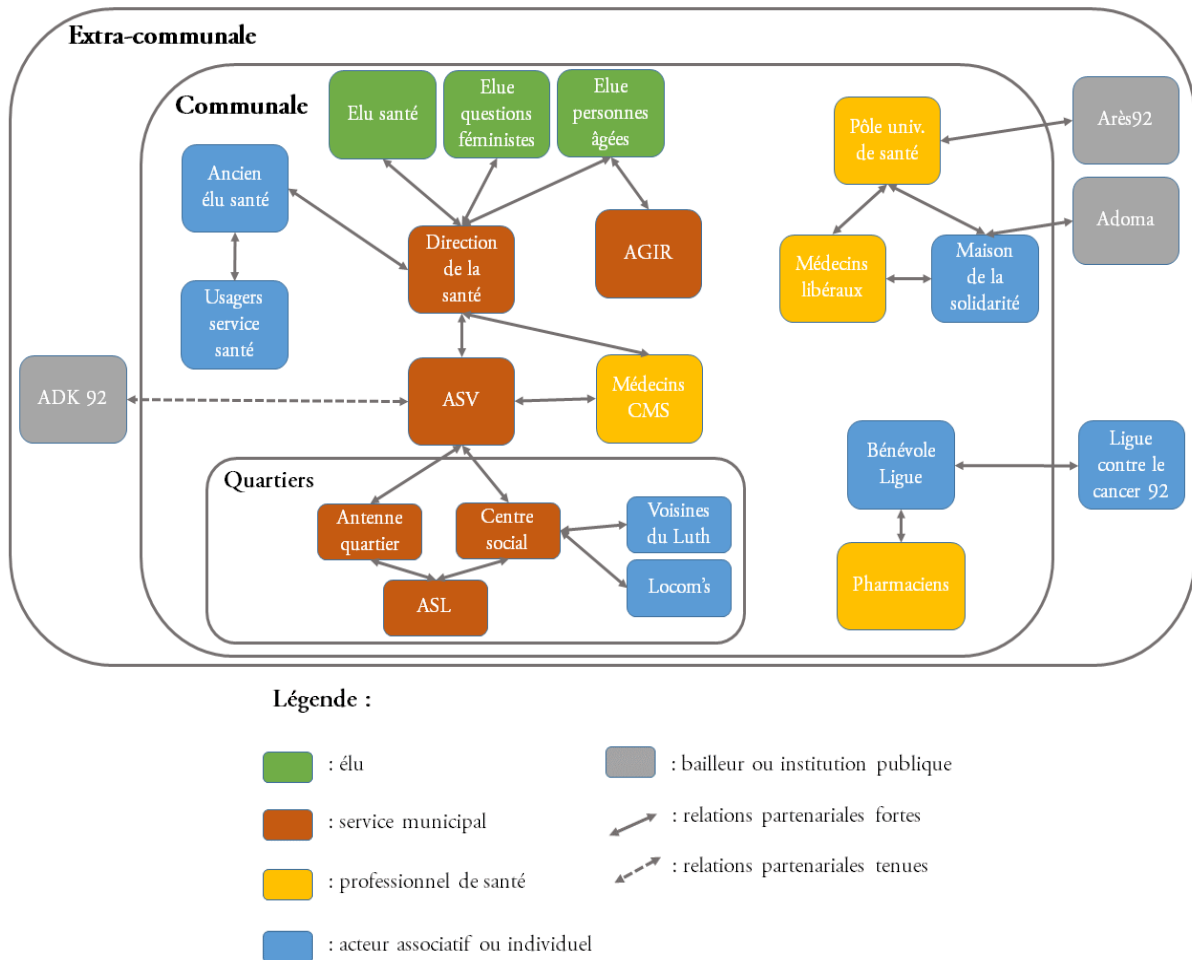 Extra-communale
Communale
Elu santé
Elue
questions
féministes
Elue
personnes
âgées
Pôle univ.
de santé
Arès92
Ancien
élu santé
Adoma
Direction
de la
santé
AGIR
Médecins
libéraux
Maison
de la
solidarité
Usagers
service
santé
ADK 92
ASV
Médecins
CMS
Bénévole
Ligue
Ligue
contre le
cancer 92
Quartiers
Antenne
quartier
Centre
social
Voisines
du Luth
Locom's
ASL
Pharmaciens
Légende :
: élu
: bailleur ou institution publique
: service municipal
: relations partenariales fortes
: professionnel de santé
: relations partenariales tenues
: acteur associatif ou individuel